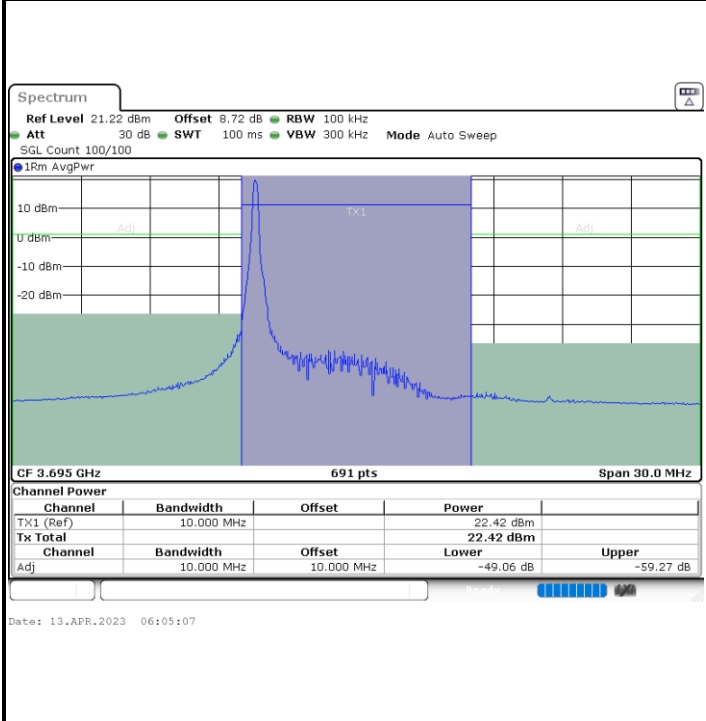 Spectrum
Ref Level 21.22 dBm Offset 8.72 dB RBW 100 kHz
Att 30 dB SWT 100 ms VBW 300 kHz Mode Auto Sweep
SGL Count 100/100
1Rm AvgPwr
10 dBm
TX1
Adj Adj
0 dBm
-10 dBm
-20 dBm
CF 3.695 GHz 691 pts Span 30.0 MHz
Channel Power
Channel Bandwidth Offset Power
TX1 (Ref) 10.000 MHz 22.42 dBm
Tx Total 22.42 dBm
Channel Bandwidth Offset Lower Upper
Adj 10.000 MHz 10.000 MHz -49.06 dB -59.27 dB
Ready
Date: 13.APR.2023 06:05:07